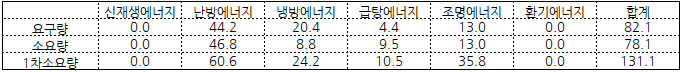 신재생에너지 난방에너지 냉방에너지 급탕에너지 조명에너지 환기에너지 합계
요구량 0.0 44.2 20.4 4.4 13.0 0.0 82.1
소요량 0.0 46.8 8.8 9.5 13.0 0.0 78.1
1차소요량 0.0 60.6 24.2 10.5 35.8 0.0 131.1